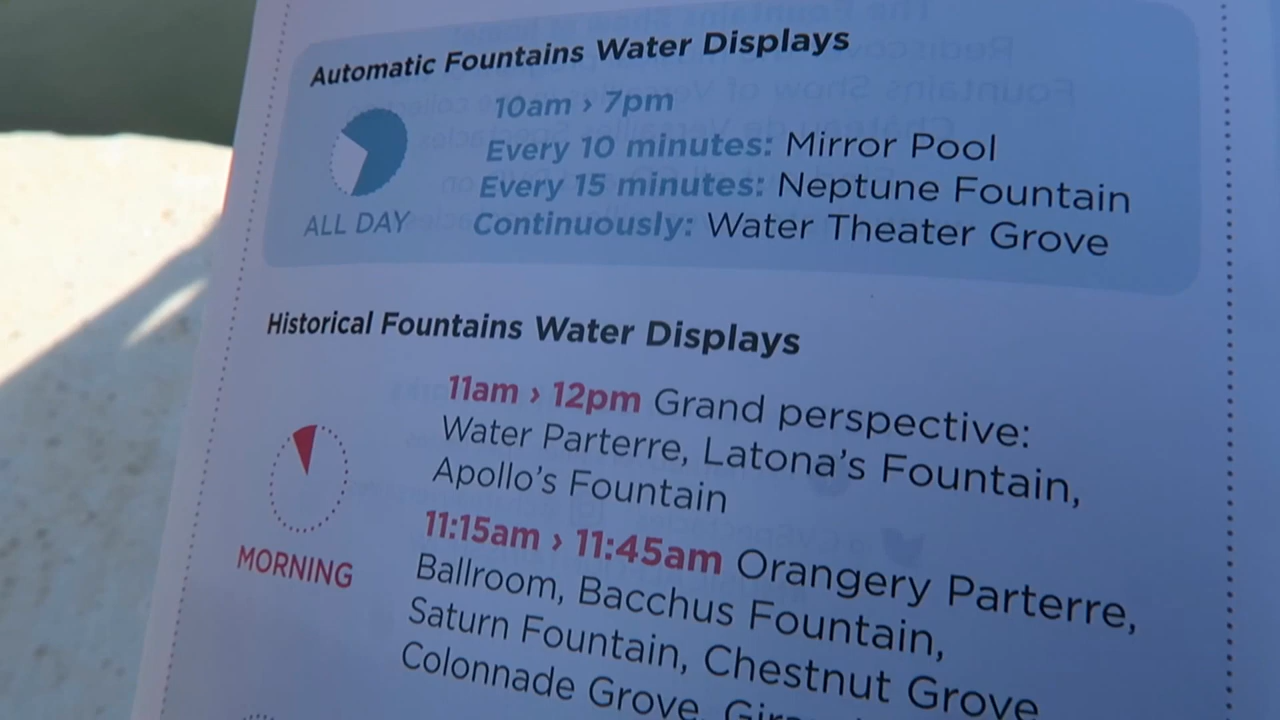 Automatic Fountains Water Displays
10am › 7pm
Every 10 minutes: Mirror Pool
Every 15 minutes: Neptune Fountain
Continuously: Water Theater Grove
ALL DAY
Historical Fountains Water Displays
11am › 12pm Grand perspective:
Water Parterre, Latona's Fountain,
Apollo's Fountain
11:15am › 11:45am Orangery Parterre,
Ballroom, Bacchus Fountain,
Saturn Fountain, Chestnut Grove
Colonnade Grove,
MORNING